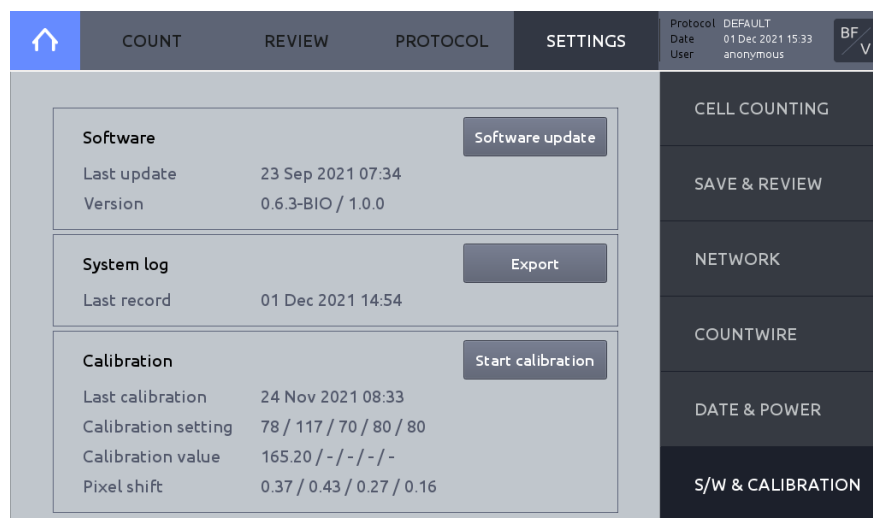 COUNT REVIEW PROTOCOL SETTINGS
Protocol DEFAULT
Date 01 Dec 2021 15:33
User anonymous
BF/V
Software
Software update
Last update 23 Sep 2021 07:34
Version 0.6.3-BIO / 1.0.0
System log
Export
Last record 01 Dec 2021 14:54
Calibration
Start calibration
Last calibration 24 Nov 2021 08:33
Calibration setting 78 / 117 / 70 / 80 / 80
Calibration value 165.20 / - / - / - / -
Pixel shift 0.37 / 0.43 / 0.27 / 0.16
CELL COUNTING
SAVE & REVIEW
NETWORK
COUNTWIRE
DATE & POWER
S/W & CALIBRATION